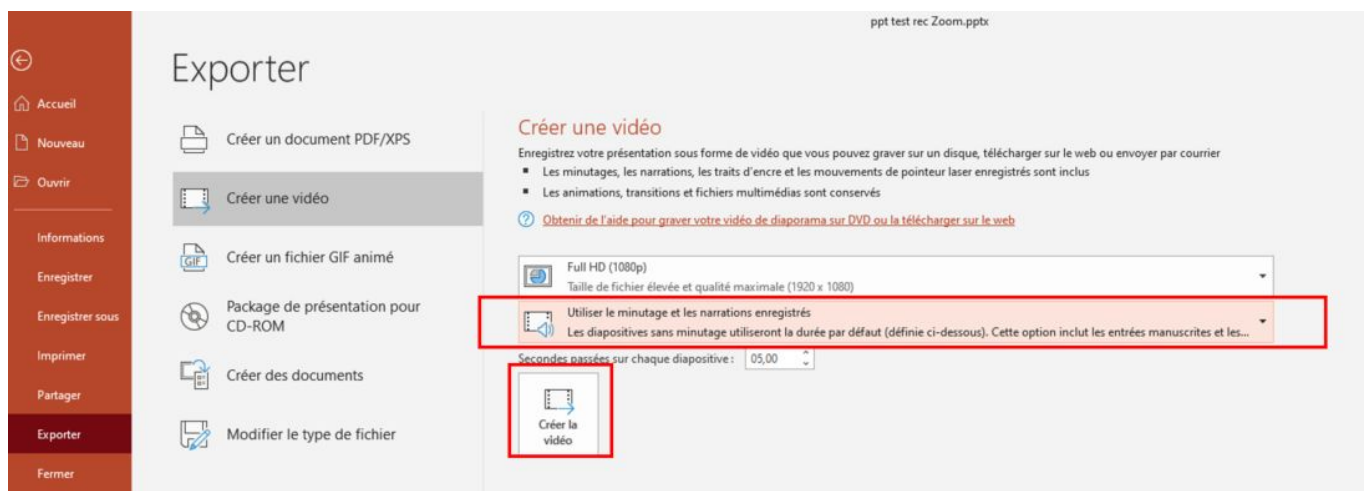 ppt test rec Zoom.pptx
Exporter
Accueil
Nouveau
Ouvrir
Informations
Enregistrer
Enregistrer sous
Imprimer
Partager
Exporter
Fermer
Créer un document PDF/XPS
Créer une vidéo
GIF
Créer un fichier GIF animé
Package de présentation pour
CD-ROM
Créer des documents
Modifier le type de fichier
Créer une vidéo
Enregistrez votre présentation sous forme de vidéo que vous pouvez graver sur un disque, télécharger sur le web ou envoyer par courrier
▪ Les minutages, les narrations, les traits d'encre et les mouvements de pointeur laser enregistrés sont inclus
▪ Les animations, transitions et fichiers multimédias sont conservés
? Obtenir de l'aide pour graver votre vidéo de diaporama sur DVD ou la télécharger sur le web
Full HD (1080p)
Taille de fichier élevée et qualité maximale (1920 x 1080)
Utiliser le minutage et les narrations enregistrés
Les diapositives sans minutage utiliseront la durée par défaut (définie ci-dessous). Cette option inclut les entrées manuscrites et les...
Secondes passées sur chaque diapositive : 05,00
Créer la
vidéo